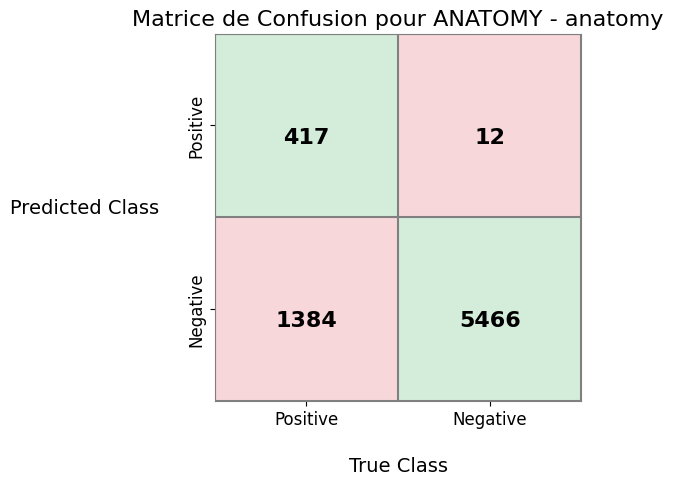 Matrice de Confusion pour ANATOMY - anatomy
Positive
417
12
Predicted Class
Negative
1384
5466
Positive
Negative
True Class